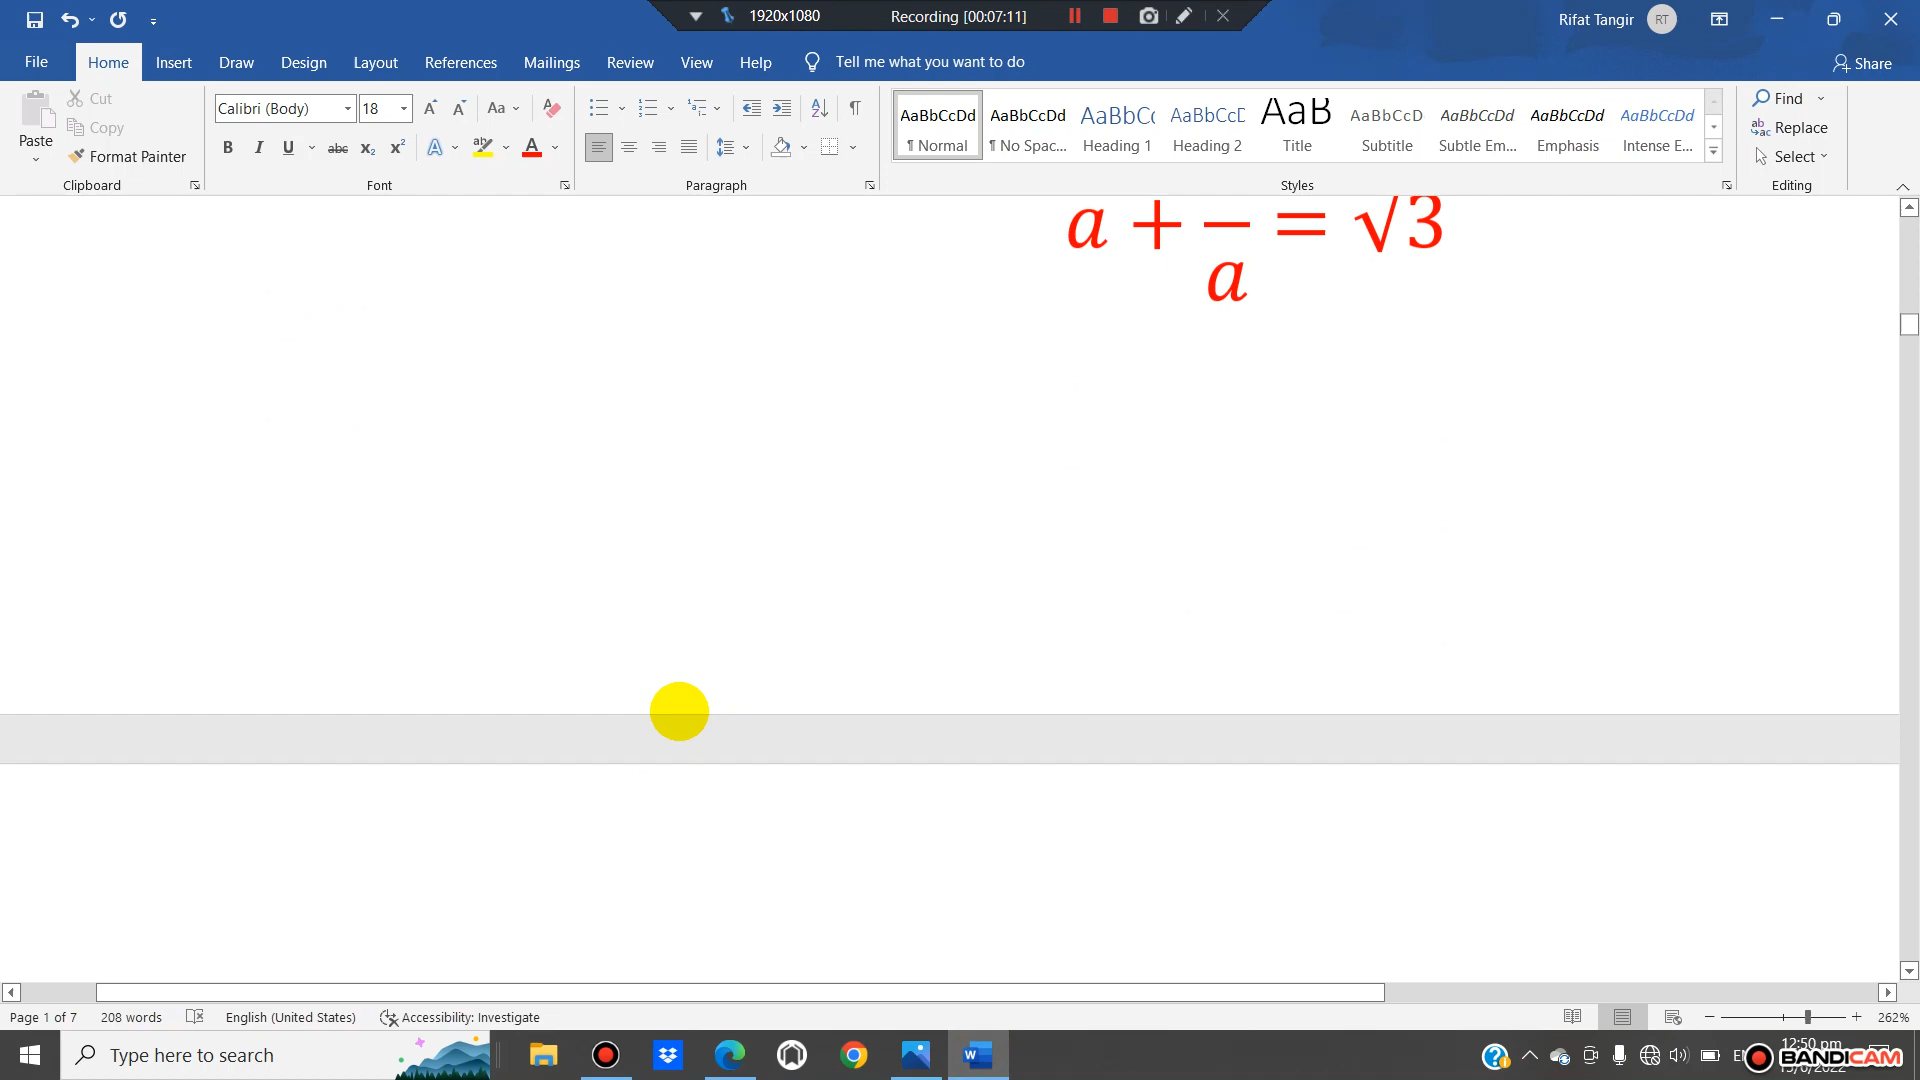 1920x1080 Recording [00:07:11] Rifat Tangir RT
File Home Insert Draw Design Layout References Mailings Review View Help Tell me what you want to do Share
Paste Cut Copy Format Painter
Clipboard
Calibri (Body) 18 Aa
B I U abc x₂ x² A ab A
Font
Paragraph
AaBbCcDd AaBbCcDd AaBbCc AaBbCcD AaB AaBbCcD AaBbCcDd AaBbCcDd AaBbCcDd
¶ Normal ¶ No Spac... Heading 1 Heading 2 Title Subtitle Subtle Em... Emphasis Intense E...
Styles
Find
Replace
Select
Editing
a + — = √3
a
Page 1 of 7 208 words English (United States) Accessibility: Investigate 262%
Type here to search
12:50 pm
BANDICAM